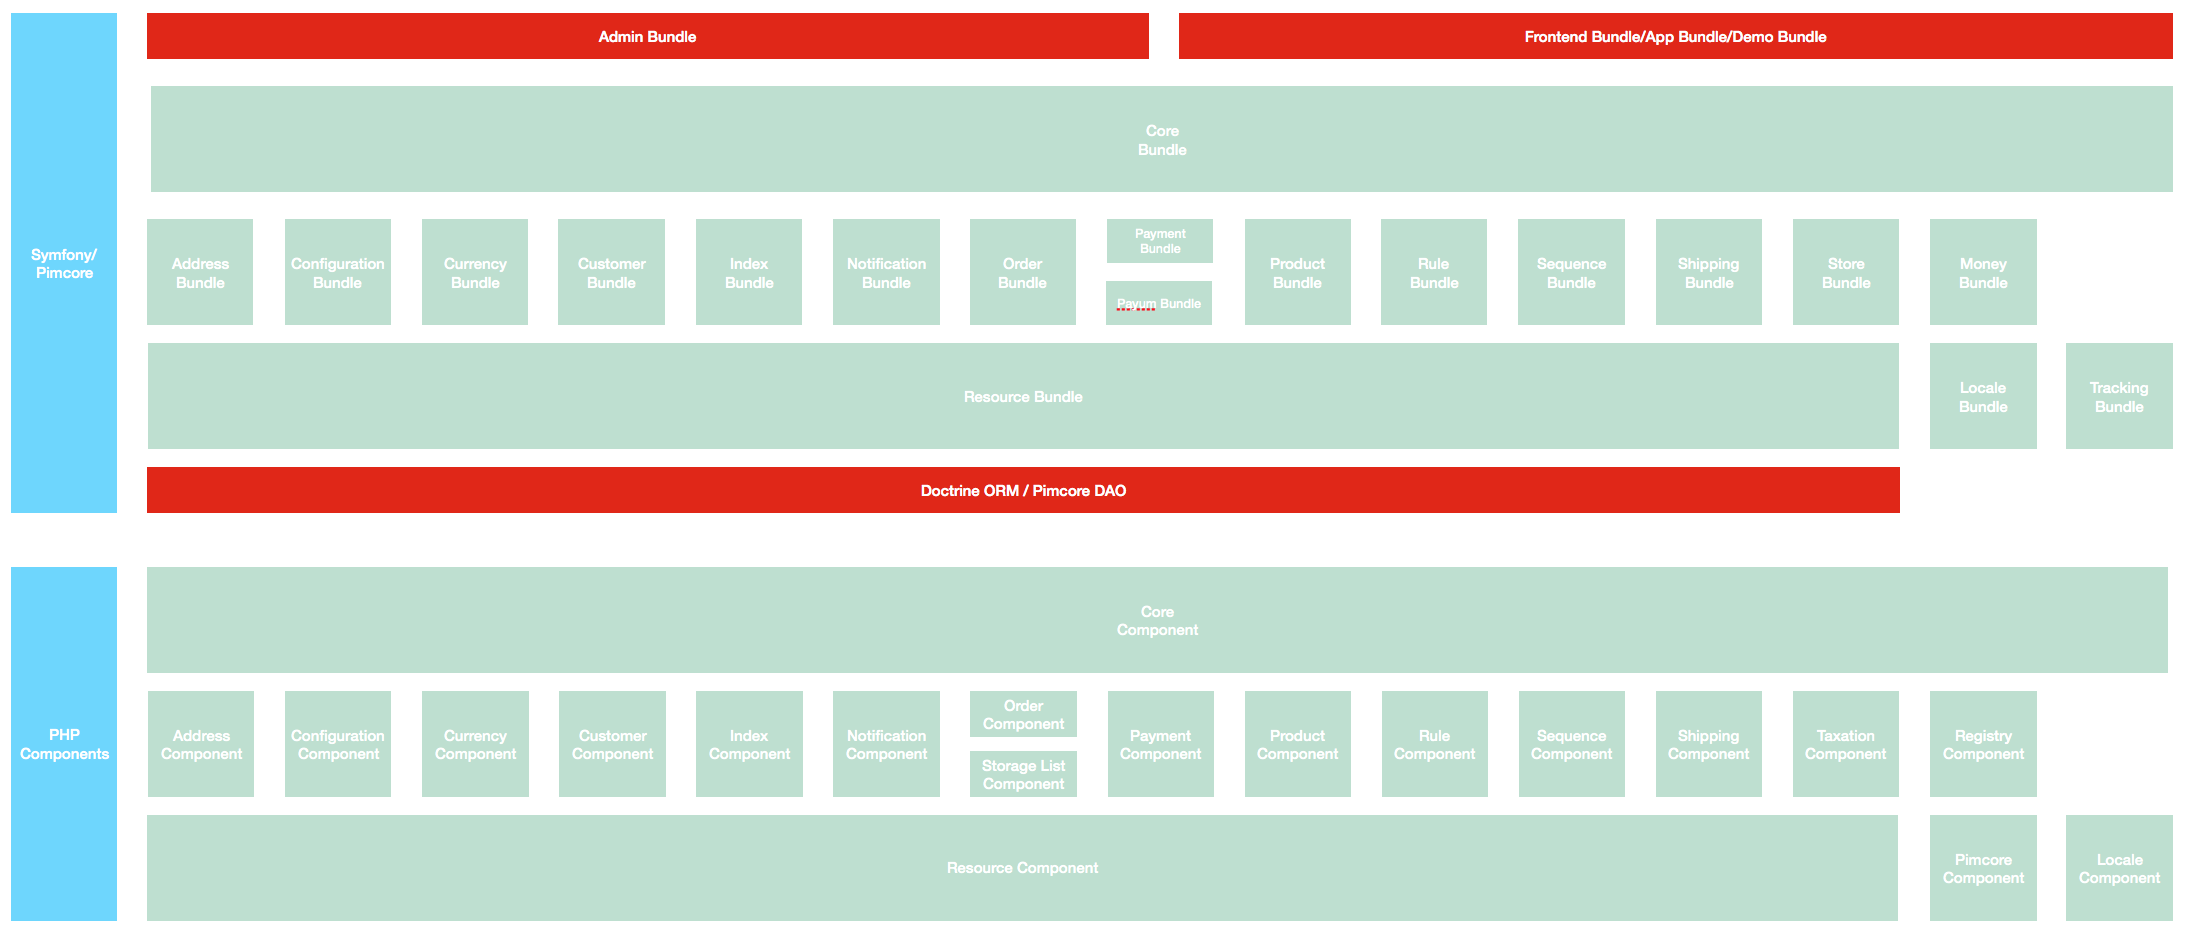 Admin Bundle
Frontend Bundle/App Bundle/Demo Bundle
Core
Bundle
Symfony/
Pimcore
Address
Bundle
Configuration
Bundle
Currency
Bundle
Customer
Bundle
Index
Bundle
Notification
Bundle
Order
Bundle
Payment
Bundle
Payum Bundle
Product
Bundle
Rule
Bundle
Sequence
Bundle
Shipping
Bundle
Store
Bundle
Money
Bundle
Resource Bundle
Locale
Bundle
Tracking
Bundle
Doctrine ORM / Pimcore DAO
Core
Component
PHP
Components
Address
Component
Configuration
Component
Currency
Component
Customer
Component
Index
Component
Notification
Component
Order
Component
Storage List
Component
Payment
Component
Product
Component
Rule
Component
Sequence
Component
Shipping
Component
Taxation
Component
Registry
Component
Resource Component
Pimcore
Component
Locale
Component